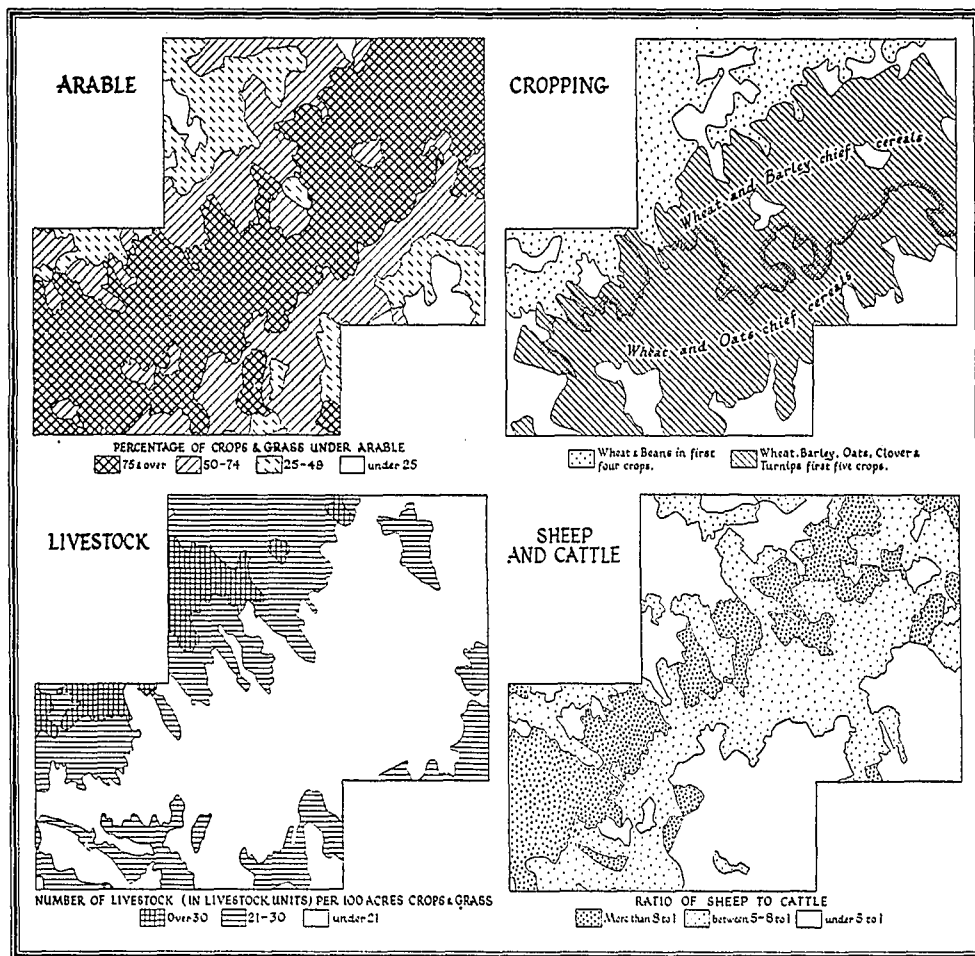 ARABLE
PERCENTAGE OF CROPS & GRASS UNDER ARABLE
75 & over 50-74 25-49 under 25
CROPPING
Wheat and Barley chief cereals
Wheat and Oats chief cereals
Wheat & Beans in first
four crops.
Wheat, Barley, Oats, Clover &
Turnips first five crops.
LIVESTOCK
NUMBER OF LIVESTOCK (IN LIVESTOCK UNITS) PER 100 ACRES CROPS & GRASS
Over 30 21-30 under 21
SHEEP
AND CATTLE
RATIO OF SHEEP TO CATTLE
More than 8 to 1 between 5-8 to 1 under 5 to 1